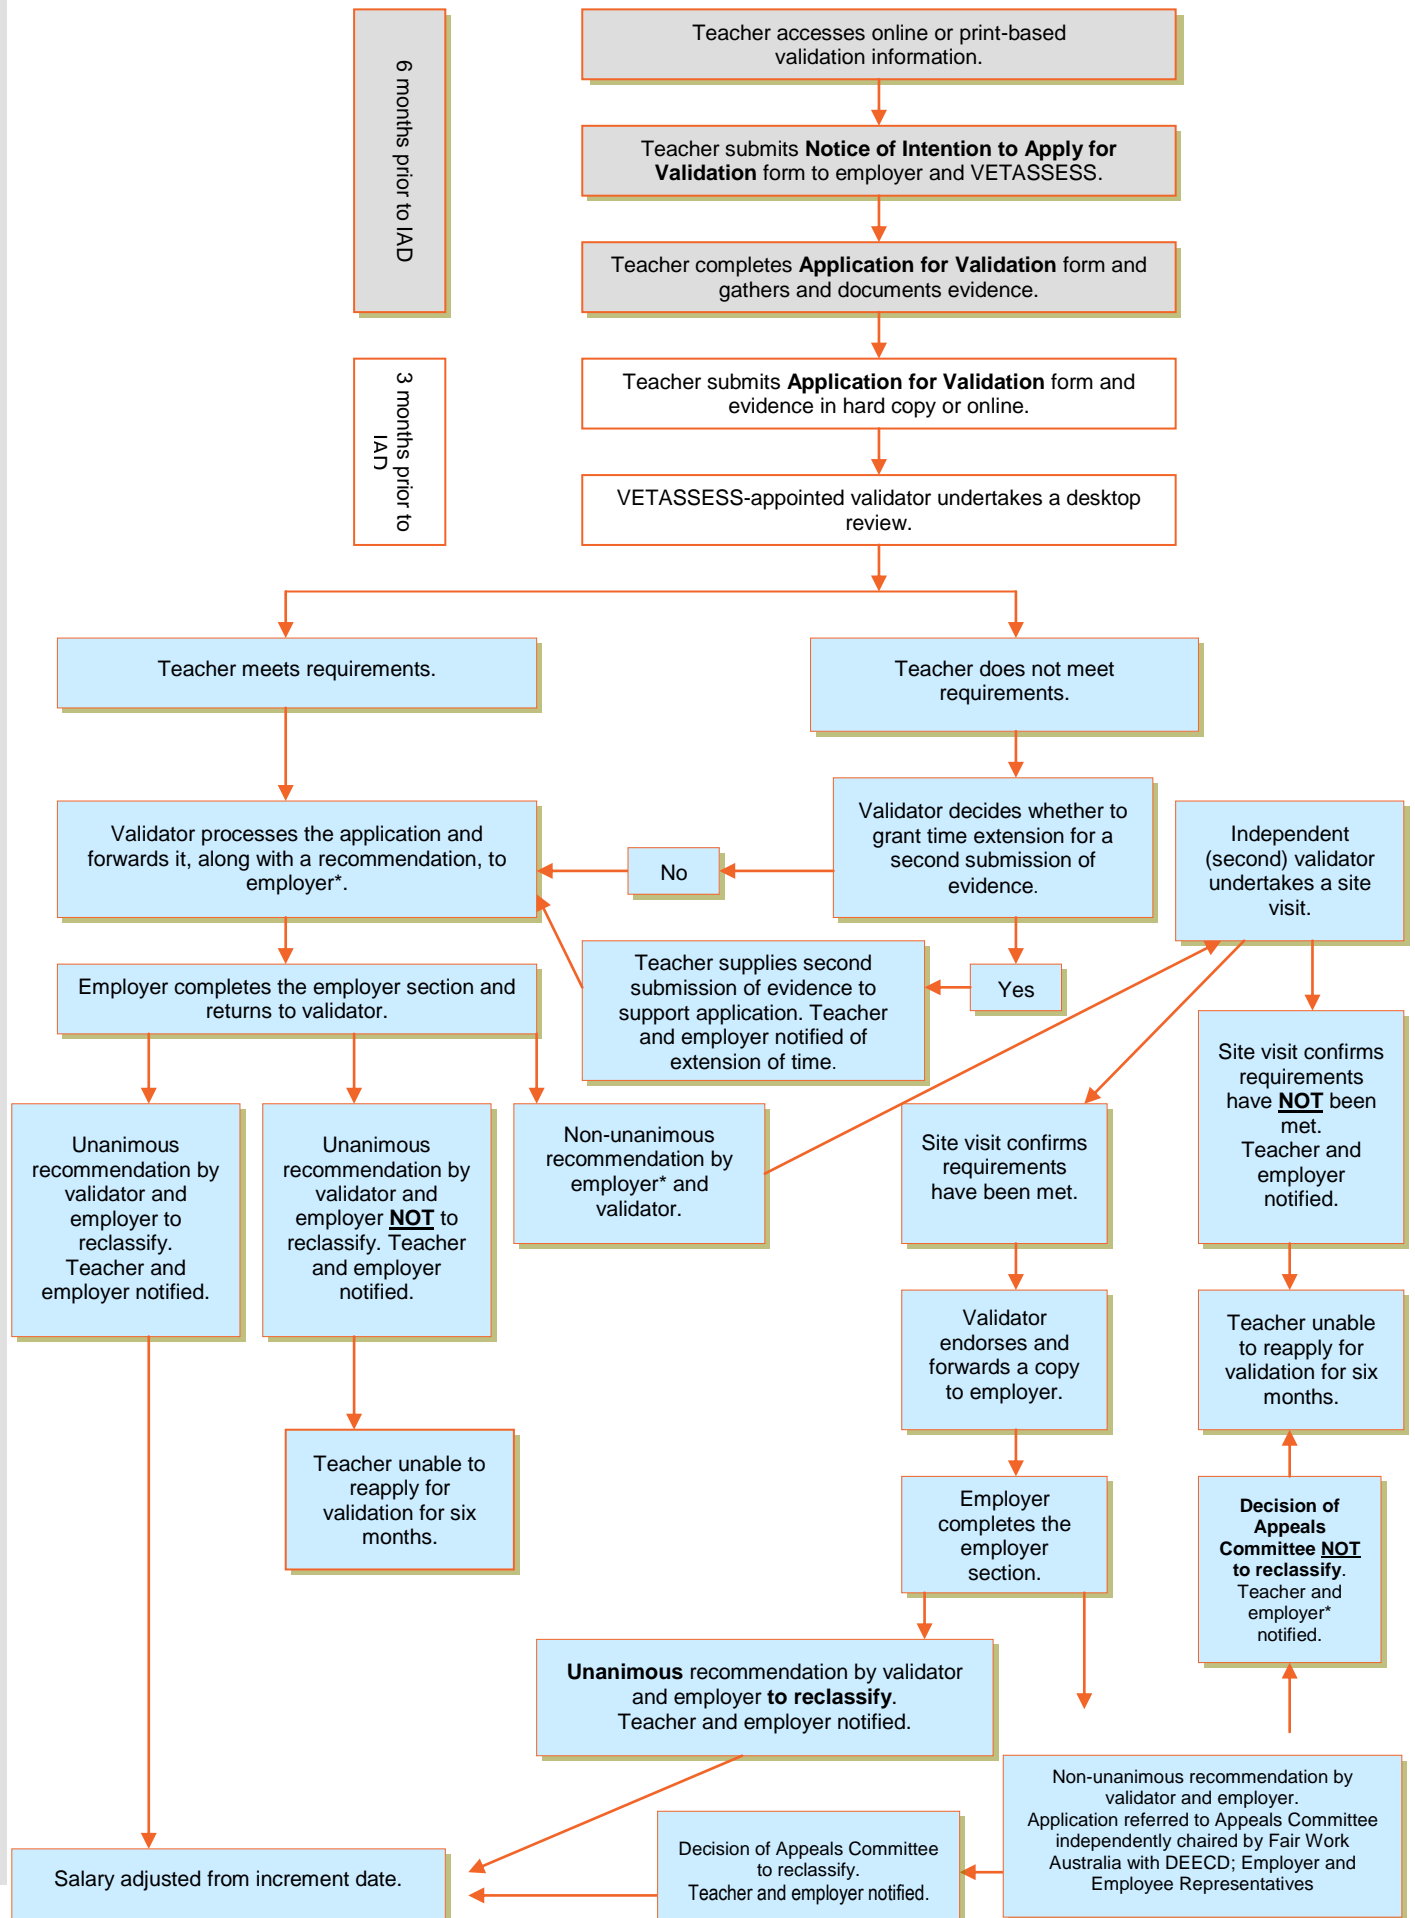 Teacher accesses online or print-based
validation information.
6 months prior to IAD
Teacher submits Notice of Intention to Apply for
Validation form to employer and VETASSESS.
Teacher completes Application for Validation form and
gathers and documents evidence.
3 months prior to
IAD
Teacher submits Application for Validation form and
evidence in hard copy or online.
VETASSESS-appointed validator undertakes a desktop
review.
Teacher meets requirements.
Teacher does not meet
requirements.
Validator processes the application and
forwards it, along with a recommendation, to
employer*.
No
Validator decides whether to
grant time extension for a
second submission of
evidence.
Independent
(second) validator
undertakes a site
visit.
Employer completes the employer section and
returns to validator.
Teacher supplies second
submission of evidence to
support application. Teacher
and employer notified of
extension of time.
Yes
Unanimous
recommendation by
validator and
employer to
reclassify.
Teacher and
employer notified.
Unanimous
recommendation by
validator and
employer NOT to
reclassify. Teacher
and employer
notified.
Non-unanimous
recommendation by
employer* and
validator.
Site visit confirms
requirements
have been met.
Site visit confirms
requirements
have NOT been
met.
Teacher and
employer
notified.
Validator
endorses and
forwards a copy
to employer.
Teacher unable
to reapply for
validation for six
months.
Teacher unable to
reapply for
validation for six
months.
Employer
completes the
employer
section.
Decision of
Appeals
Committee NOT
to reclassify.
Teacher and
employer*
notified.
Unanimous recommendation by validator
and employer to reclassify.
Teacher and employer notified.
Non-unanimous recommendation by
validator and employer.
Application referred to Appeals Committee
independently chaired by Fair Work
Australia with DEECD; Employer and
Employee Representatives
Decision of Appeals Committee
to reclassify.
Teacher and employer notified.
Salary adjusted from increment date.